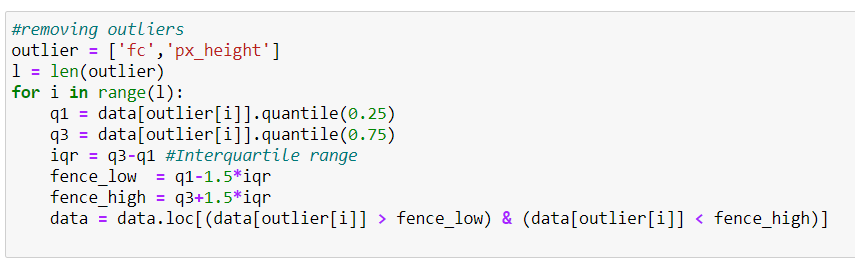 #removing outliers
outlier = ['fc','px_height']
l = len(outlier)
for i in range(l):
    q1 = data[outlier[i]].quantile(0.25)
    q3 = data[outlier[i]].quantile(0.75)
    iqr = q3-q1 #Interquartile range
    fence_low  = q1-1.5*iqr
    fence_high = q3+1.5*iqr
    data = data.loc[(data[outlier[i]] > fence_low) & (data[outlier[i]] < fence_high)]